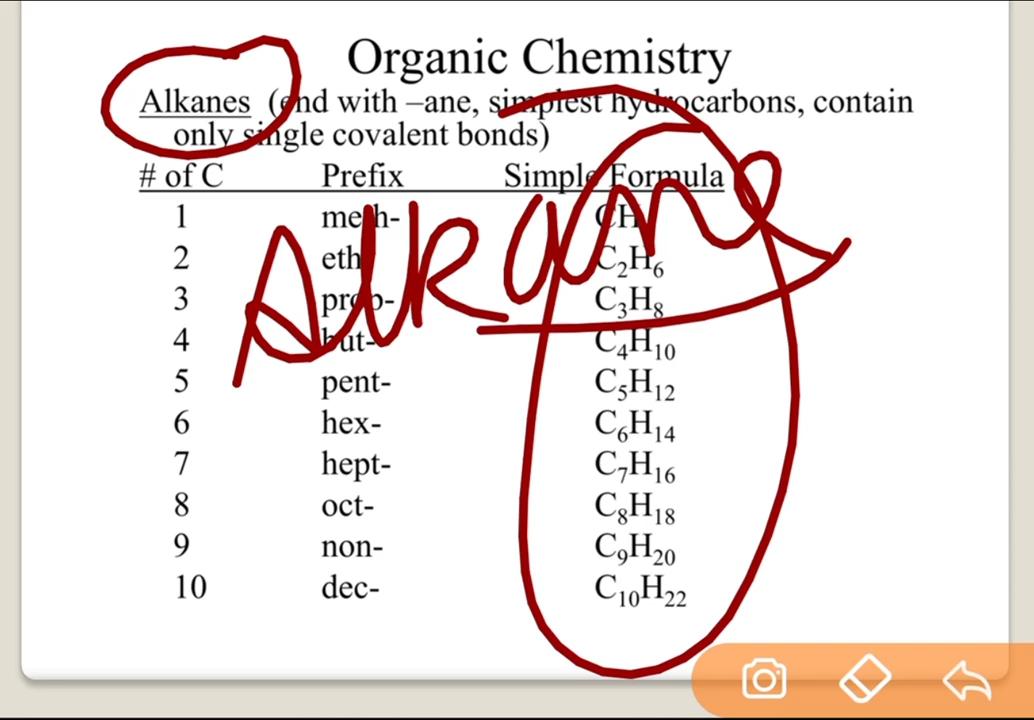 Organic Chemistry
Alkanes (end with –ane, simplest hydrocarbons, contain
only single covalent bonds)
# of C Prefix Simple Formula
1 meth- CH
2 eth C₂H₆
3 prop- C₃H₈
4 but- C₄H₁₀
5 pent- C₅H₁₂
6 hex- C₆H₁₄
7 hept- C₇H₁₆
8 oct- C₈H₁₈
9 non- C₉H₂₀
10 dec- C₁₀H₂₂
Alkane